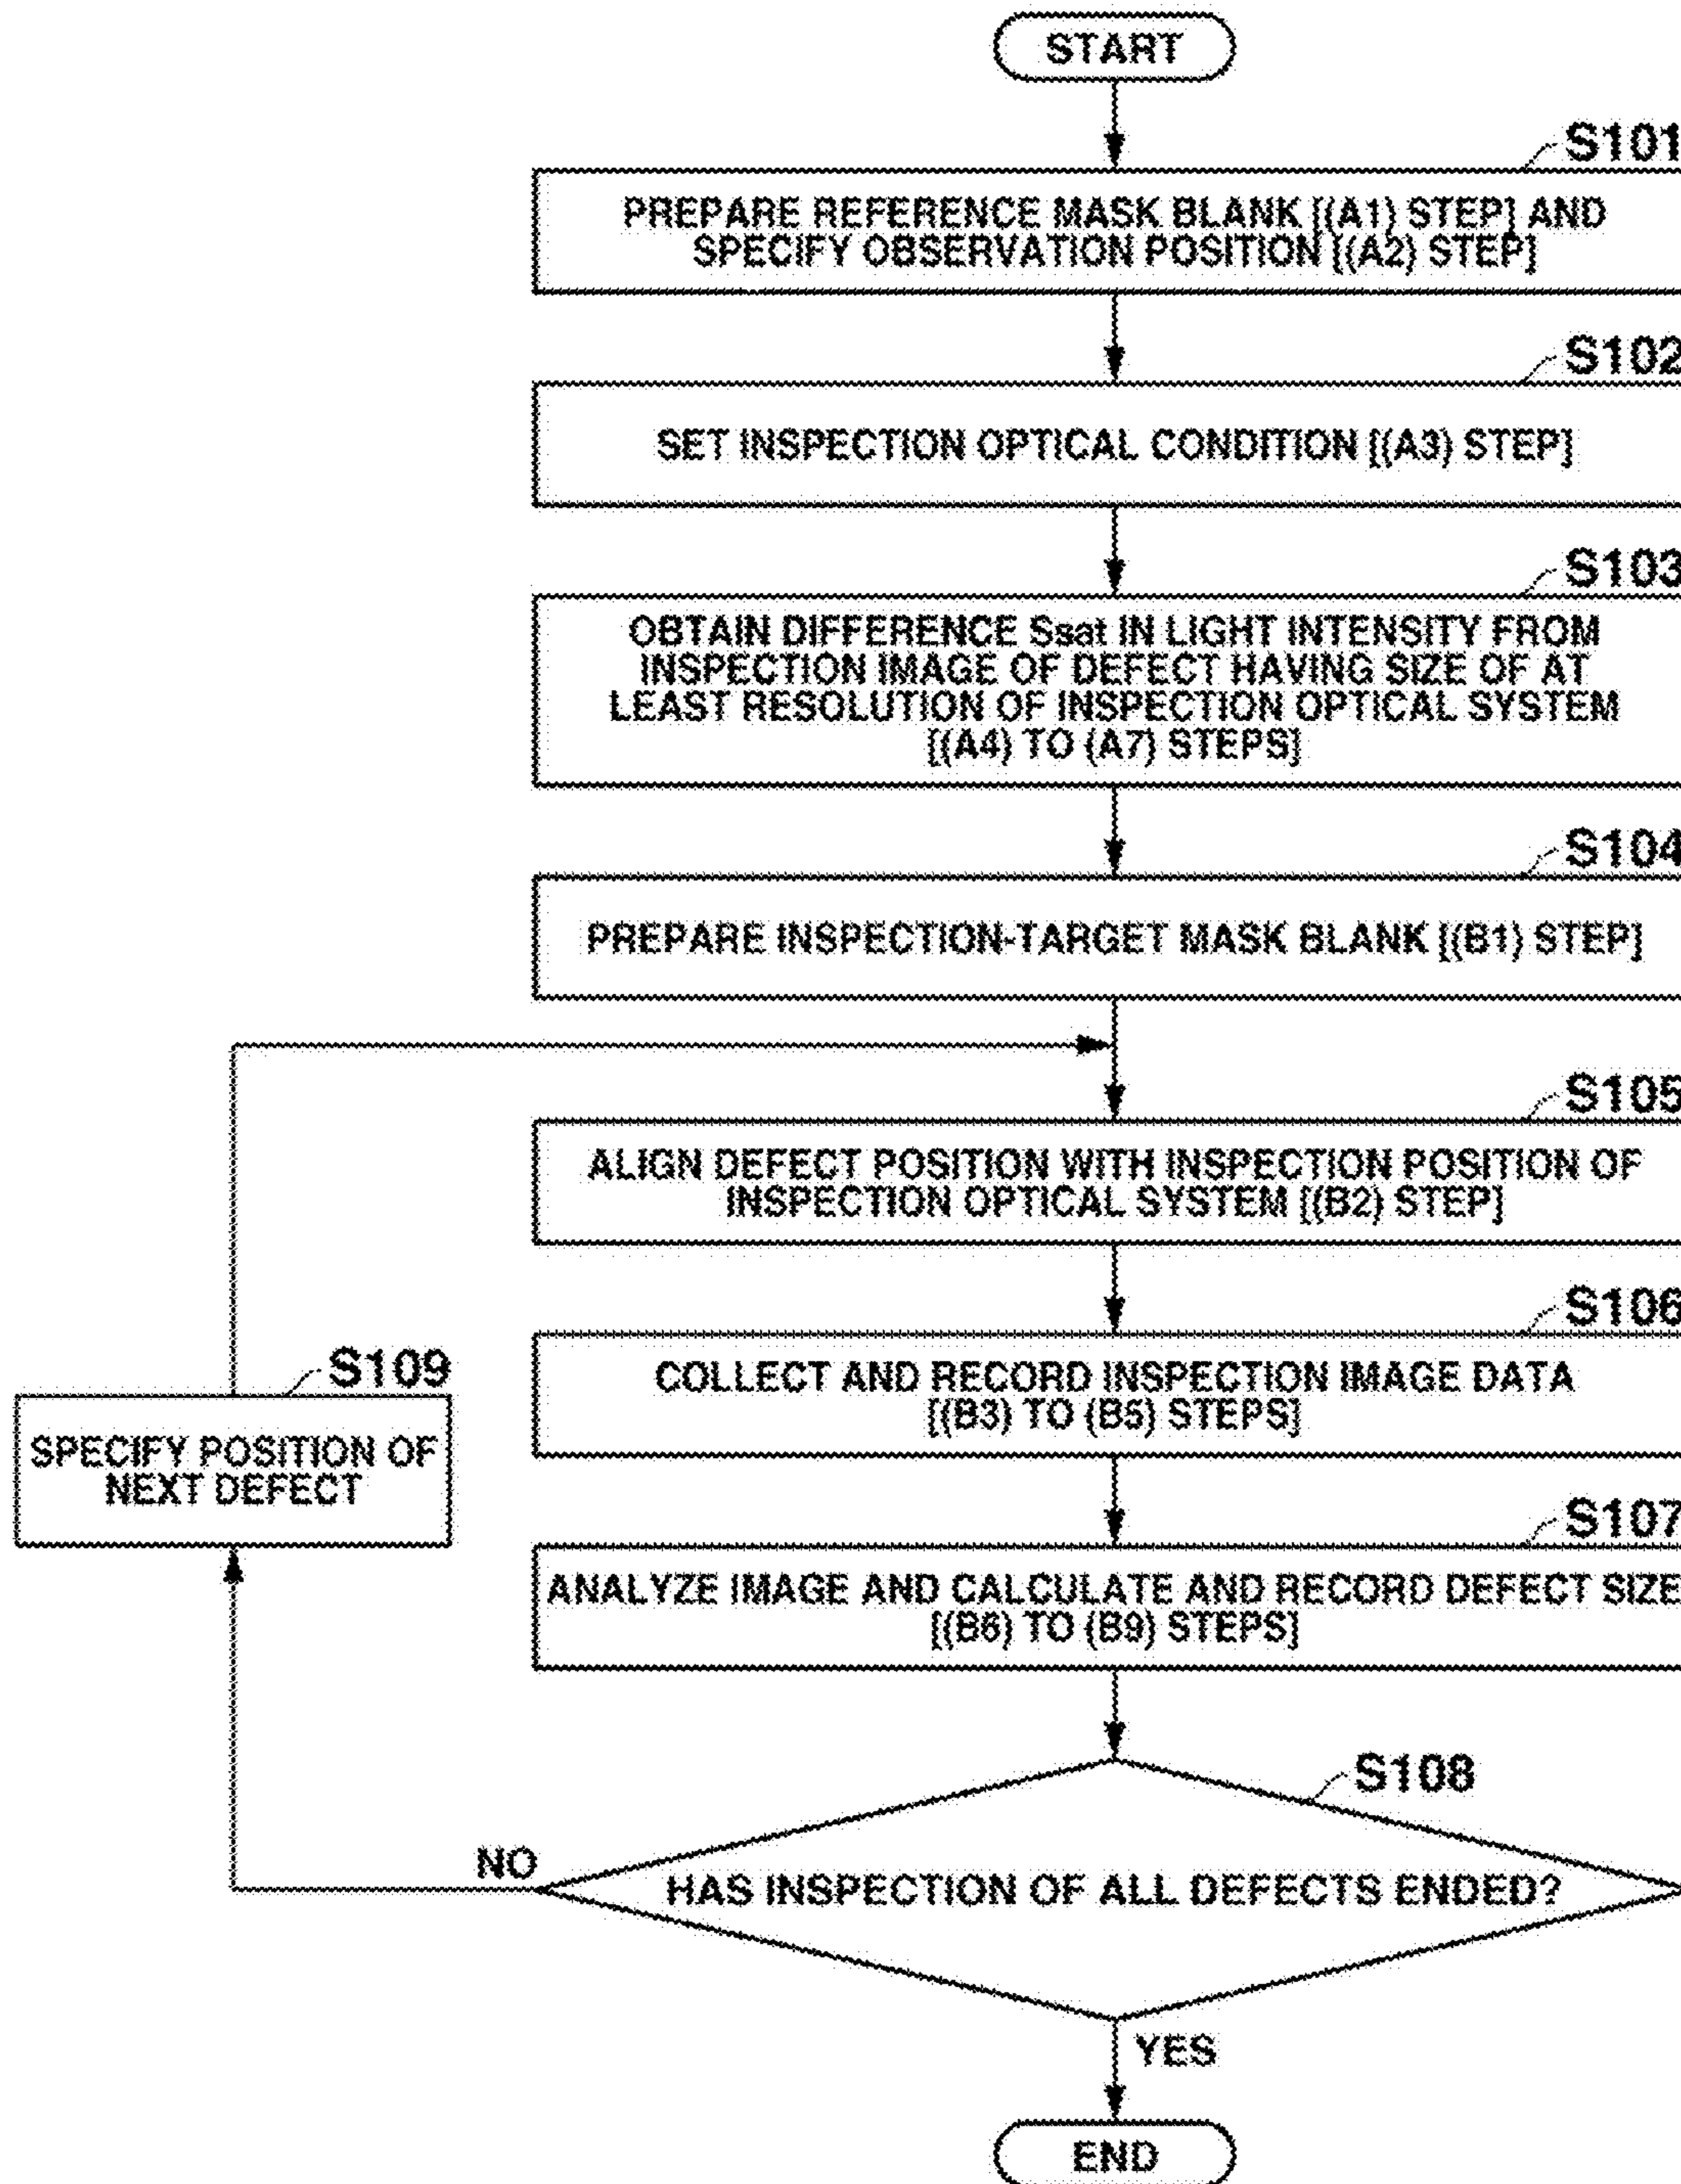 START
S101
PREPARE REFERENCE MASK BLANK [(A1) STEP] AND
SPECIFY OBSERVATION POSITION [(A2) STEP]
S102
SET INSPECTION OPTICAL CONDITION [(A3) STEP]
S103
OBTAIN DIFFERENCE Ssat IN LIGHT INTENSITY FROM
INSPECTION IMAGE OF DEFECT HAVING SIZE OF AT
LEAST RESOLUTION OF INSPECTION OPTICAL SYSTEM
[(A4) TO (A7) STEPS]
S104
PREPARE INSPECTION-TARGET MASK BLANK [(B1) STEP]
S105
ALIGN DEFECT POSITION WITH INSPECTION POSITION OF
INSPECTION OPTICAL SYSTEM [(B2) STEP]
S106
COLLECT AND RECORD INSPECTION IMAGE DATA
[(B3) TO (B5) STEPS]
S109
SPECIFY POSITION OF
NEXT DEFECT
S107
ANALYZE IMAGE AND CALCULATE AND RECORD DEFECT SIZE
[(B6) TO (B9) STEPS]
S108
NO
HAS INSPECTION OF ALL DEFECTS ENDED?
YES
END